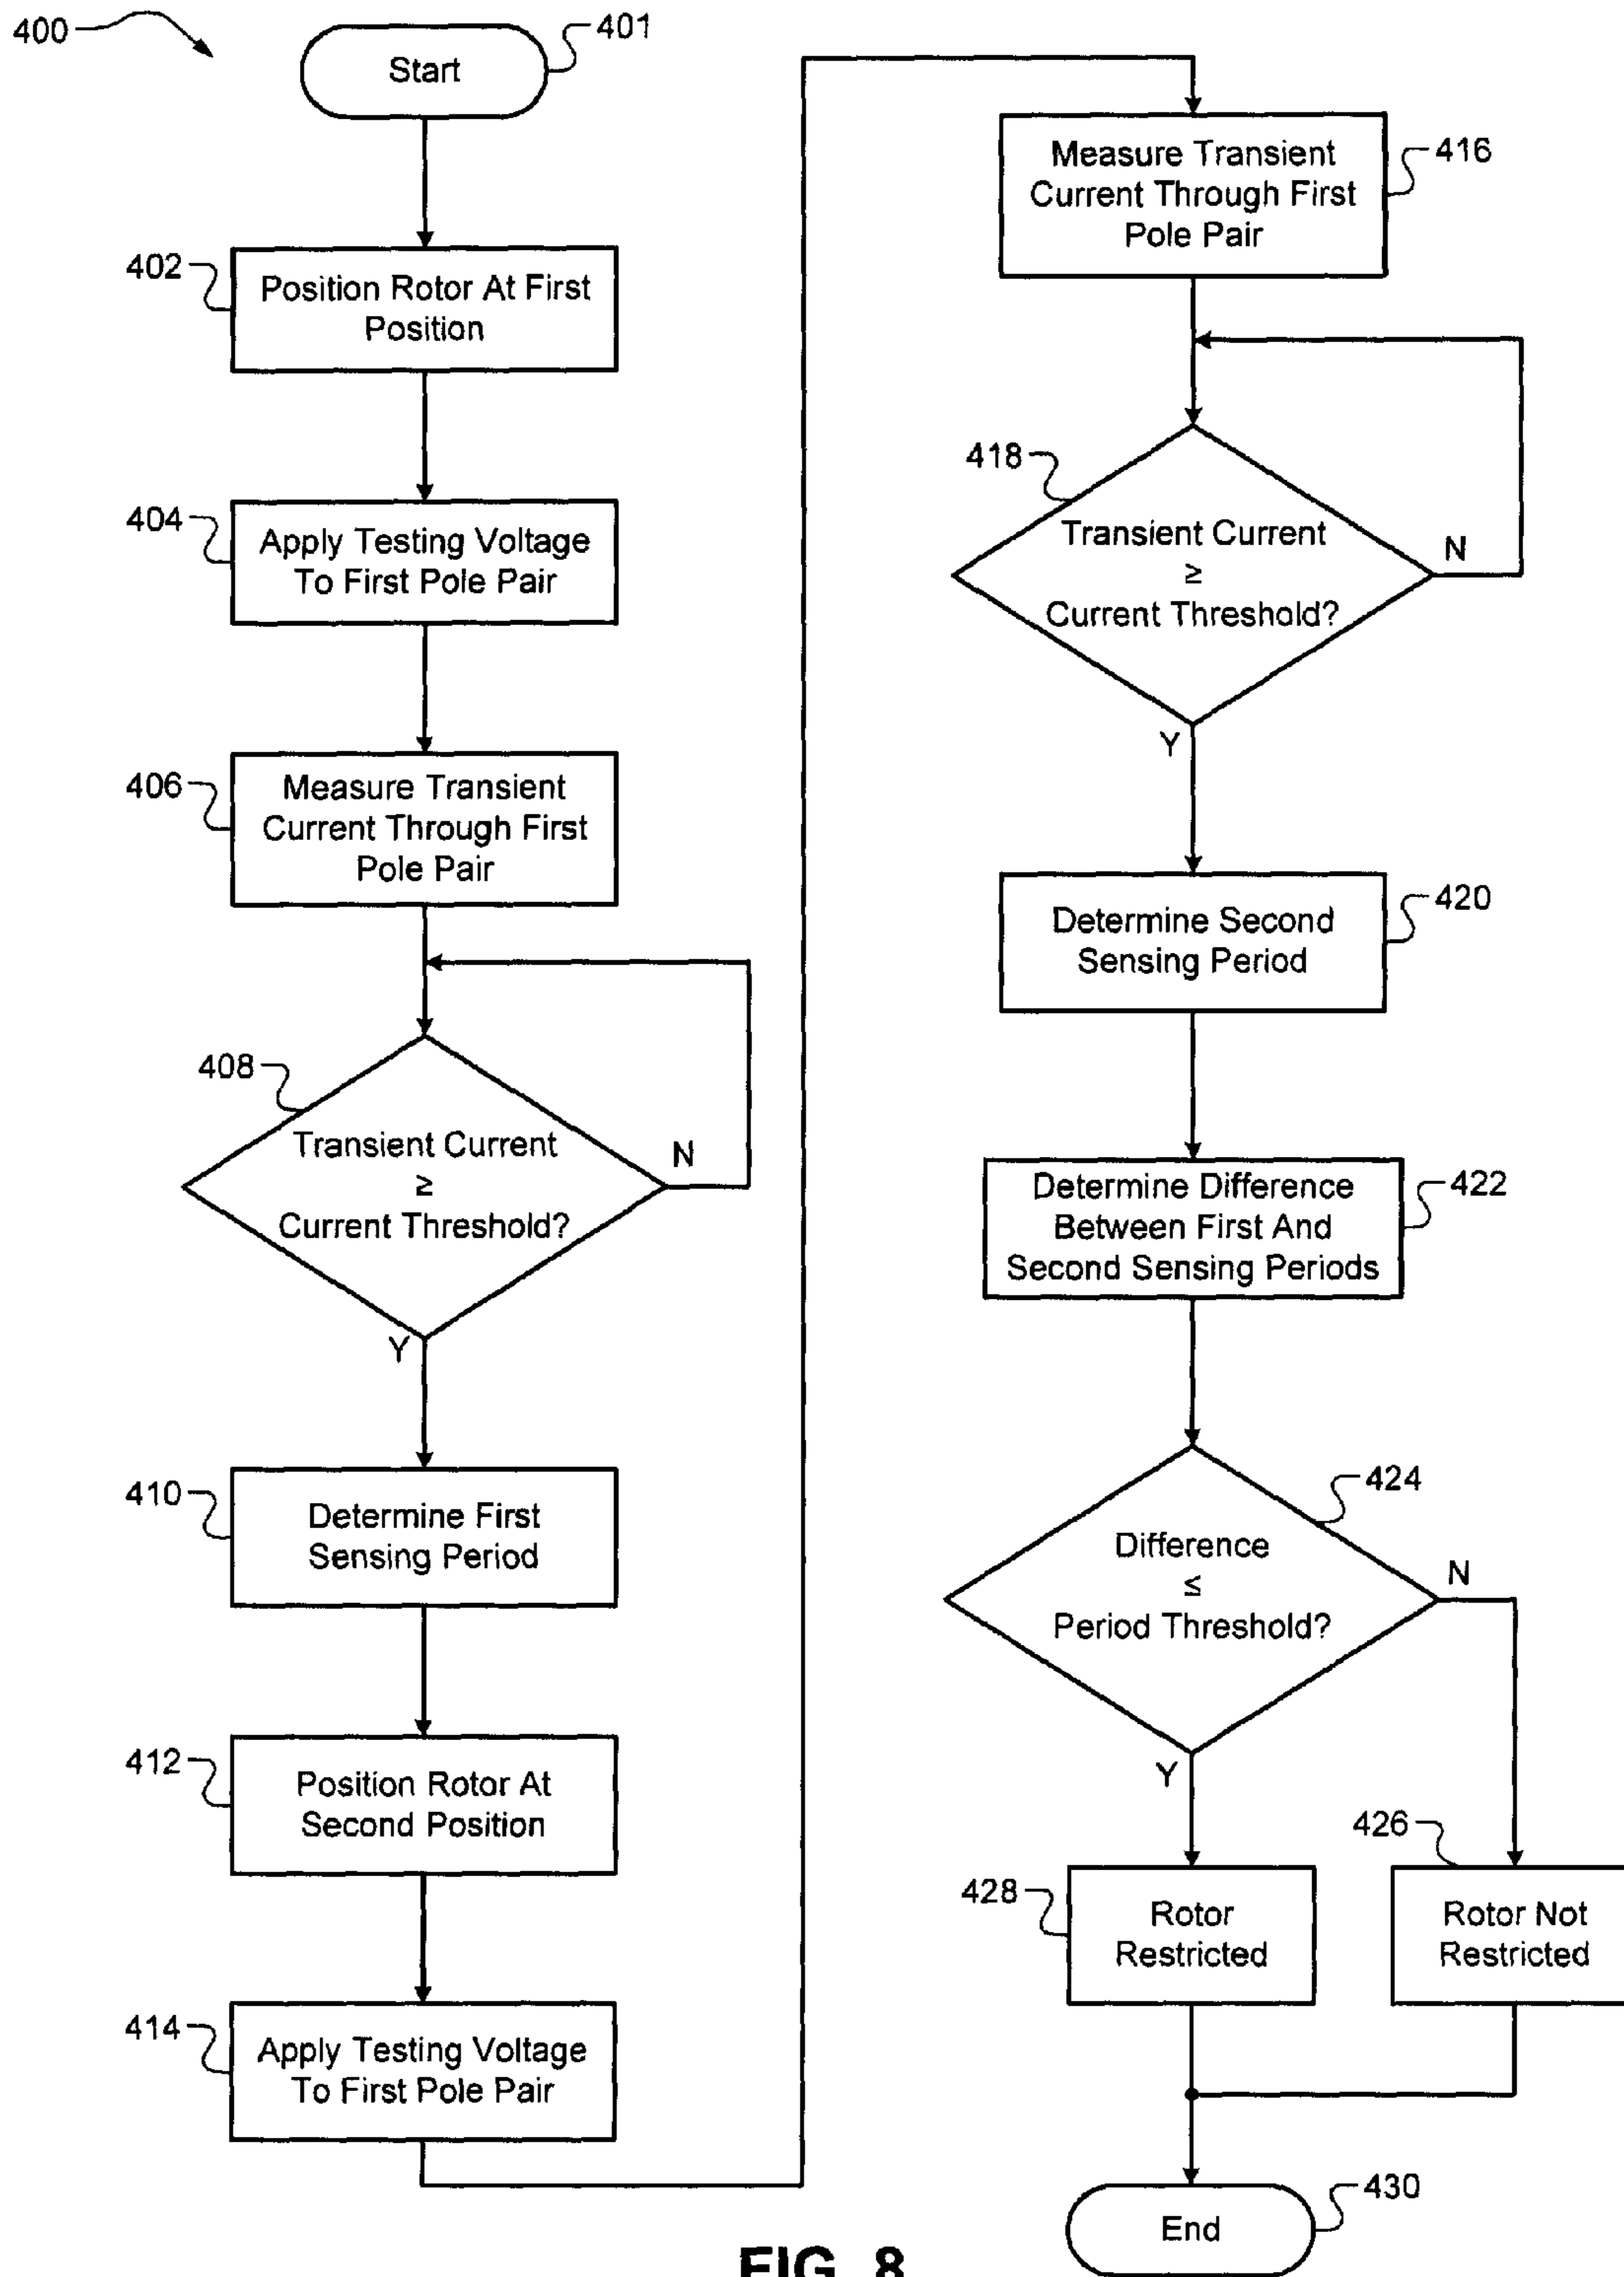 400
Start
401
402
Position Rotor At First
Position
404
Apply Testing Voltage
To First Pole Pair
406
Measure Transient
Current Through First
Pole Pair
408
Transient Current
≥
Current Threshold?
N
Y
410
Determine First
Sensing Period
412
Position Rotor At
Second Position
414
Apply Testing Voltage
To First Pole Pair
Measure Transient
Current Through First
Pole Pair
416
418
Transient Current
≥
Current Threshold?
N
Y
Determine Second
Sensing Period
420
Determine Difference
Between First And
Second Sensing Periods
422
424
Difference
≤
Period Threshold?
N
Y
428
Rotor
Restricted
426
Rotor Not
Restricted
End
430
FIG. 8